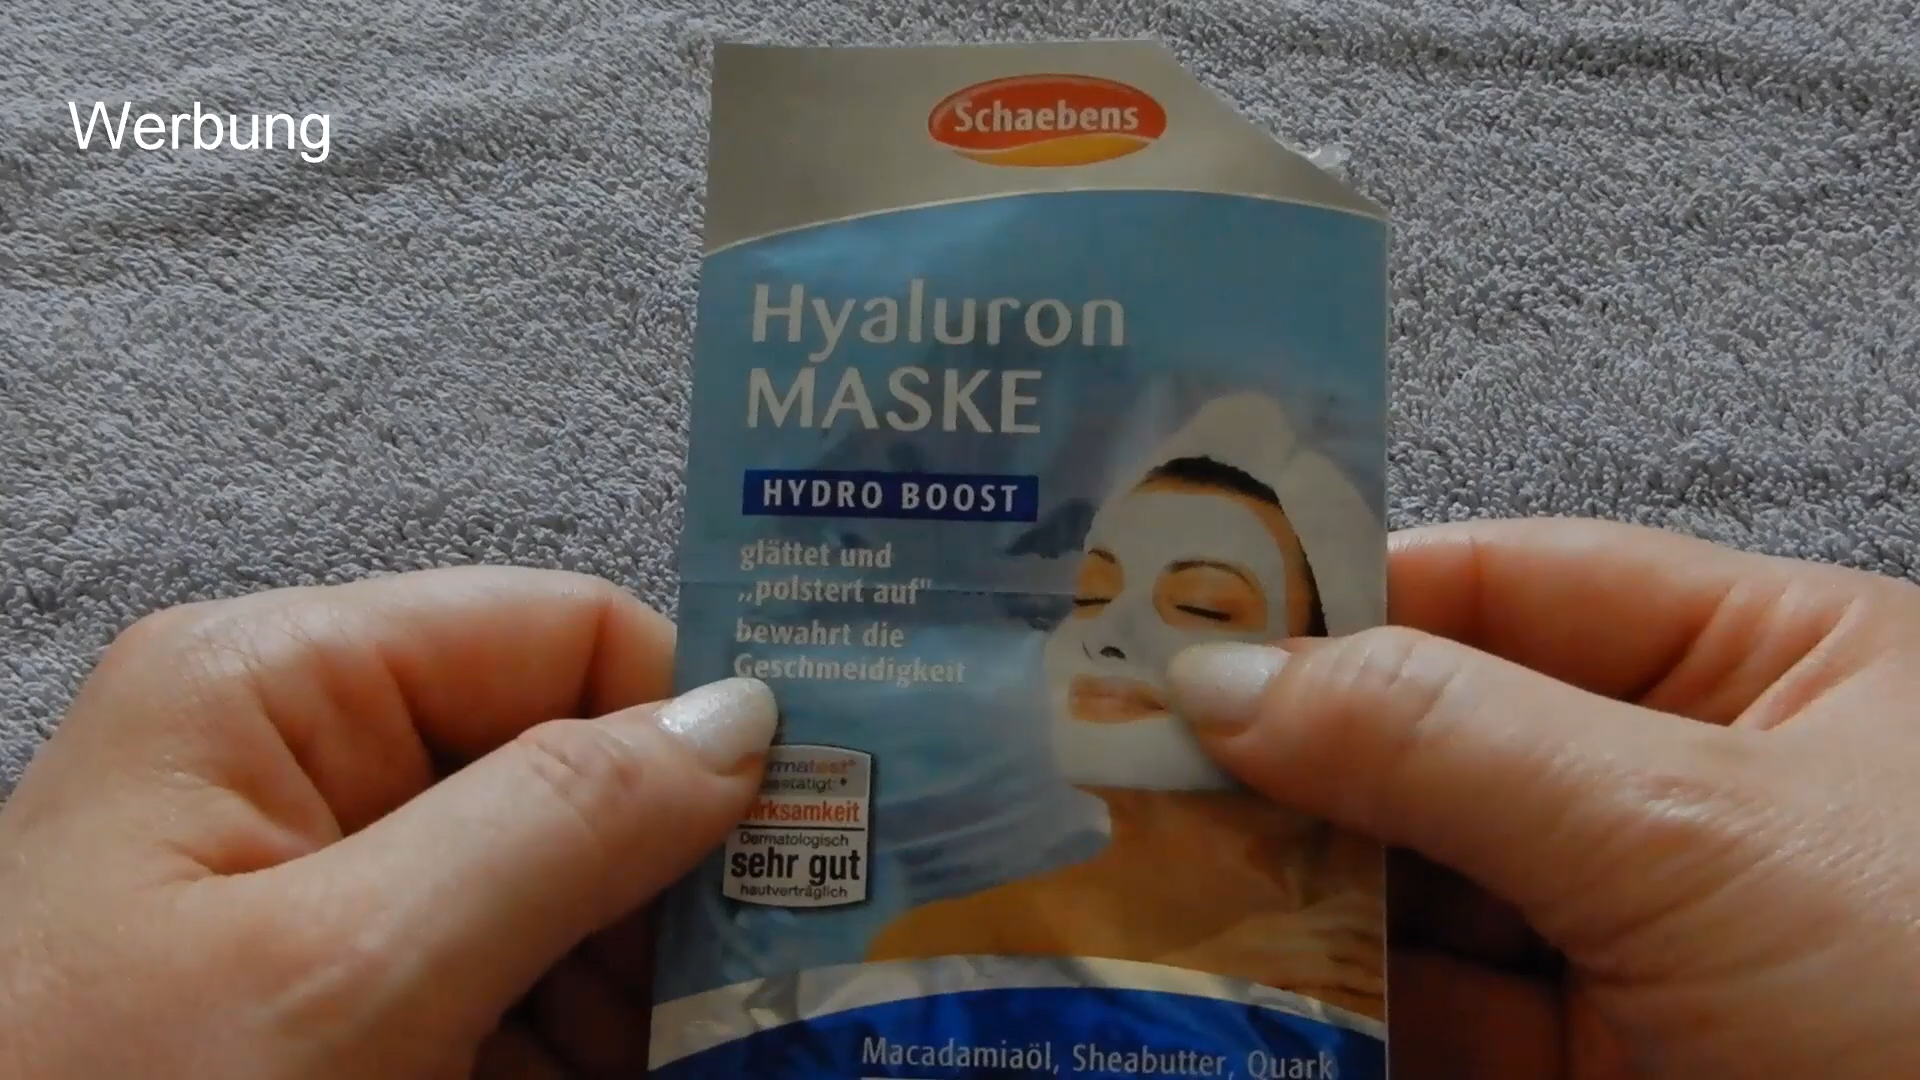 Werbung
Schaebens
Hyaluron
MASKE
HYDRO BOOST
glättet und
„polstert auf"
bewahrt die
Geschmeidigkeit
sehr gut
Dermatologisch
hautverträglich
Macadamiaöl, Sheabutter, Quark